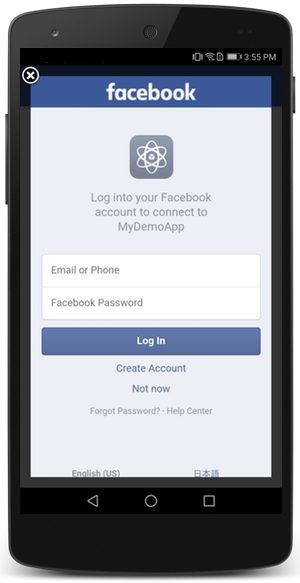 3:55 PM
facebook
Log into your Facebook
account to connect to
MyDemoApp
Email or Phone
Facebook Password
Log In
Create Account
Not now
Forgot Password? · Help Center
English (US) 日本語